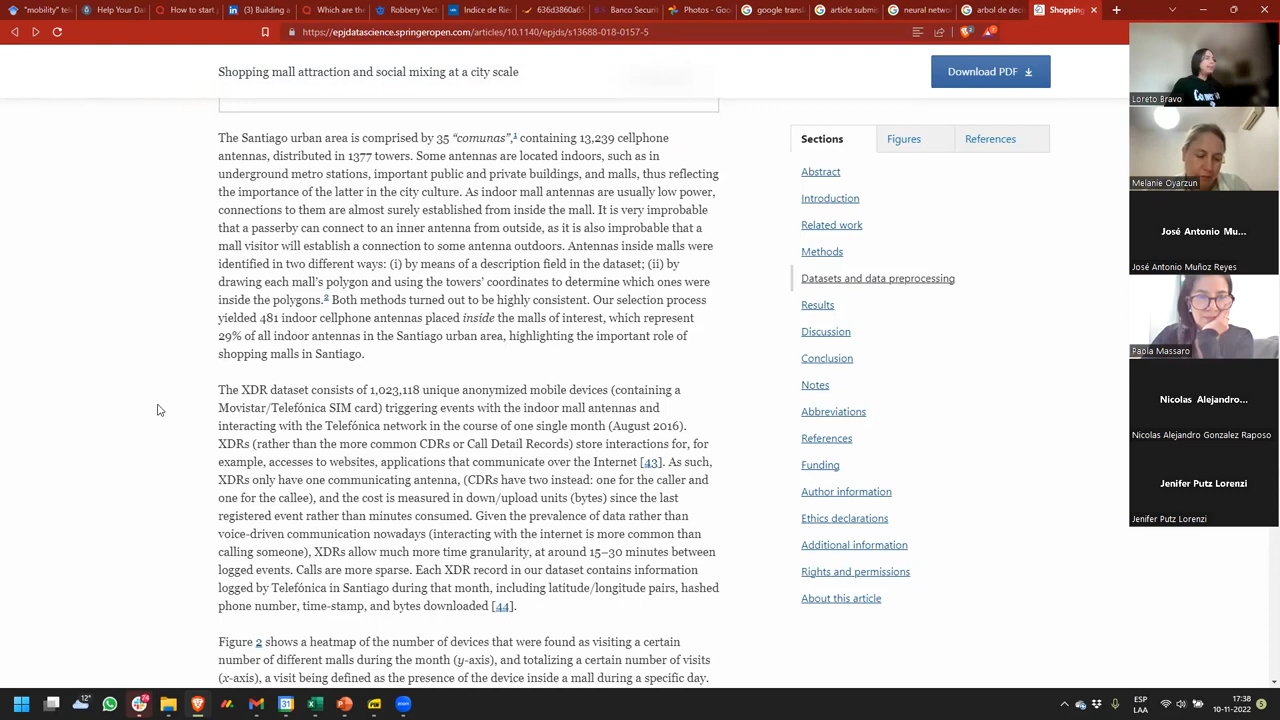 "mobility" tel
Help Your Da
How to start
(3) Building a
Which are the
Robbery Vect
Indice de Ries
636d3860a65
Banco Secur
Photos - Goo
google transl
article submis
neural networ
arbol de deci
Shopping
https://epjdatascience.springeropen.com/articles/10.1140/epjds/s13688-018-0157-5
Shopping mall attraction and social mixing at a city scale
Download PDF
The Santiago urban area is comprised by 35 “comunas”,1 containing 13,239 cellphone
antennas, distributed in 1377 towers. Some antennas are located indoors, such as in
underground metro stations, important public and private buildings, and malls, thus reflecting
the importance of the latter in the city culture. As indoor mall antennas are usually low power,
connections to them are almost surely established from inside the mall. It is very improbable
that a passerby can connect to an inner antenna from outside, as it is also improbable that a
mall visitor will establish a connection to some antenna outdoors. Antennas inside malls were
identified in two different ways: (i) by means of a description field in the dataset; (ii) by
drawing each mall’s polygon and using the towers’ coordinates to determine which ones were
inside the polygons.2 Both methods turned out to be highly consistent. Our selection process
yielded 481 indoor cellphone antennas placed inside the malls of interest, which represent
29% of all indoor antennas in the Santiago urban area, highlighting the important role of
shopping malls in Santiago.
The XDR dataset consists of 1,023,118 unique anonymized mobile devices (containing a
Movistar/Telefónica SIM card) triggering events with the indoor mall antennas and
interacting with the Telefónica network in the course of one single month (August 2016).
XDRs (rather than the more common CDRs or Call Detail Records) store interactions for, for
example, accesses to websites, applications that communicate over the Internet [43]. As such,
XDRs only have one communicating antenna, (CDRs have two instead: one for the caller and
one for the callee), and the cost is measured in down/upload units (bytes) since the last
registered event rather than minutes consumed. Given the prevalence of data rather than
voice-driven communication nowadays (interacting with the internet is more common than
calling someone), XDRs allow much more time granularity, at around 15–30 minutes between
logged events. Calls are more sparse. Each XDR record in our dataset contains information
logged by Telefónica in Santiago during that month, including latitude/longitude pairs, hashed
phone number, time-stamp, and bytes downloaded [44].
Figure 2 shows a heatmap of the number of devices that were found as visiting a certain
number of different malls during the month (y-axis), and totalizing a certain number of visits
(x-axis), a visit being defined as the presence of the device inside a mall during a specific day.
Sections
Figures
References
Abstract
Introduction
Related work
Methods
Datasets and data preprocessing
Results
Discussion
Conclusion
Notes
Abbreviations
References
Funding
Author information
Ethics declarations
Additional information
Rights and permissions
About this article
Loreto Bravo
Melanie Oyarzun
José Antonio Mu...
José Antonio Muñoz Reyes
Paola Massaro
Nicolas Alejandro...
Nicolas Alejandro Gonzalez Raposo
Jenifer Putz Lorenzi
Jenifer Putz Lorenzi
12°
24
31
zoom
ESP
LAA
17:38
10-11-2022
5